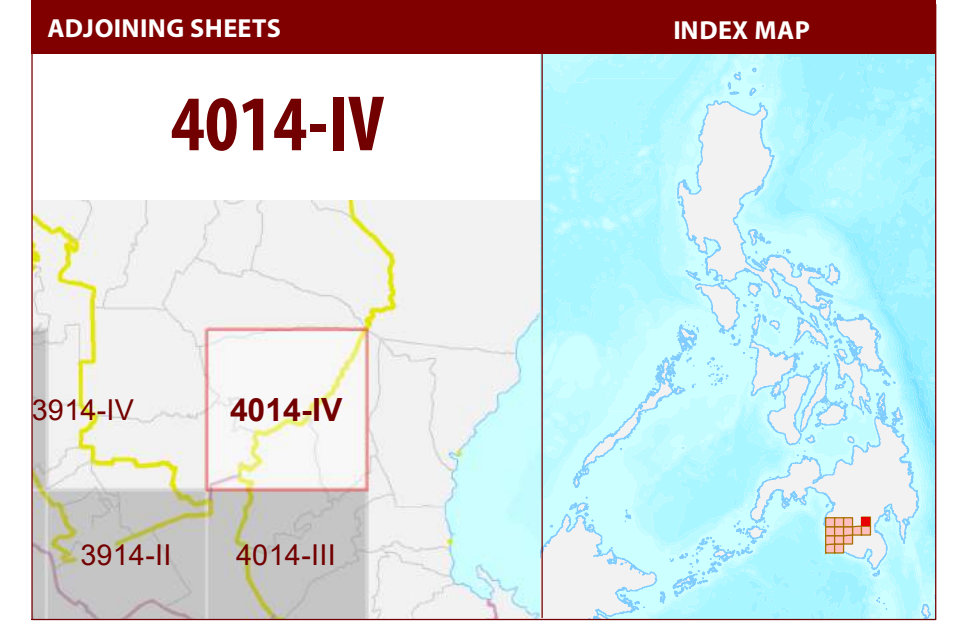 ADJOINING SHEETS
INDEX MAP
4014-IV
3914-IV
4014-IV
3914-II
4014-III